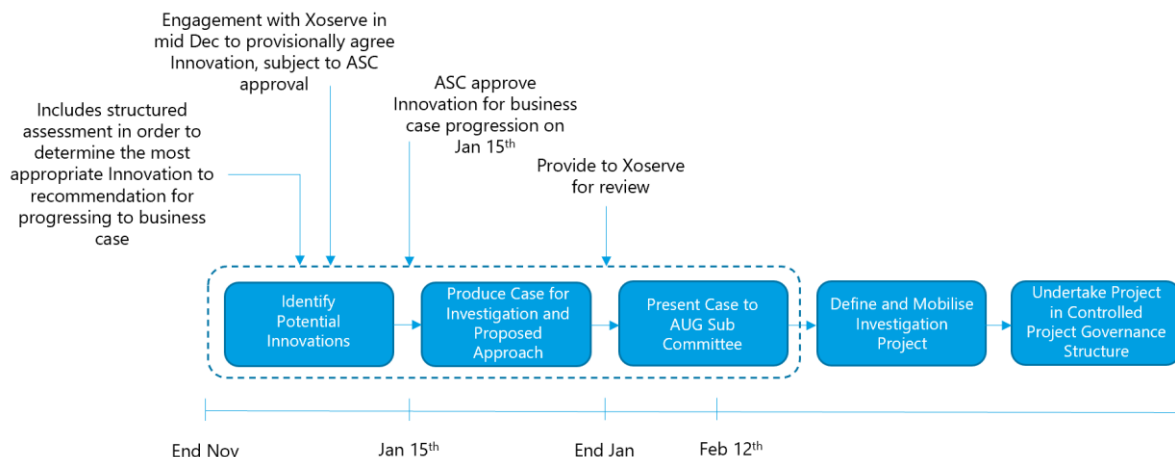 Engagement with Xoserve in
mid Dec to provisionally agree
Innovation, subject to ASC
approval
ASC approve
Innovation for business
case progression on
Jan 15th
Includes structured
assessment in order to
determine the most
appropriate Innovation to
recommendation for
progressing to business
case
Provide to Xoserve
for review
Identify
Potential
Innovations
Produce Case for
Investigation and
Proposed
Approach
Present Case to
AUG Sub
Committee
Define and Mobilise
Investigation
Project
Undertake Project
in Controlled
Project Governance
Structure
End Nov
Jan 15th
End Jan
Feb 12th